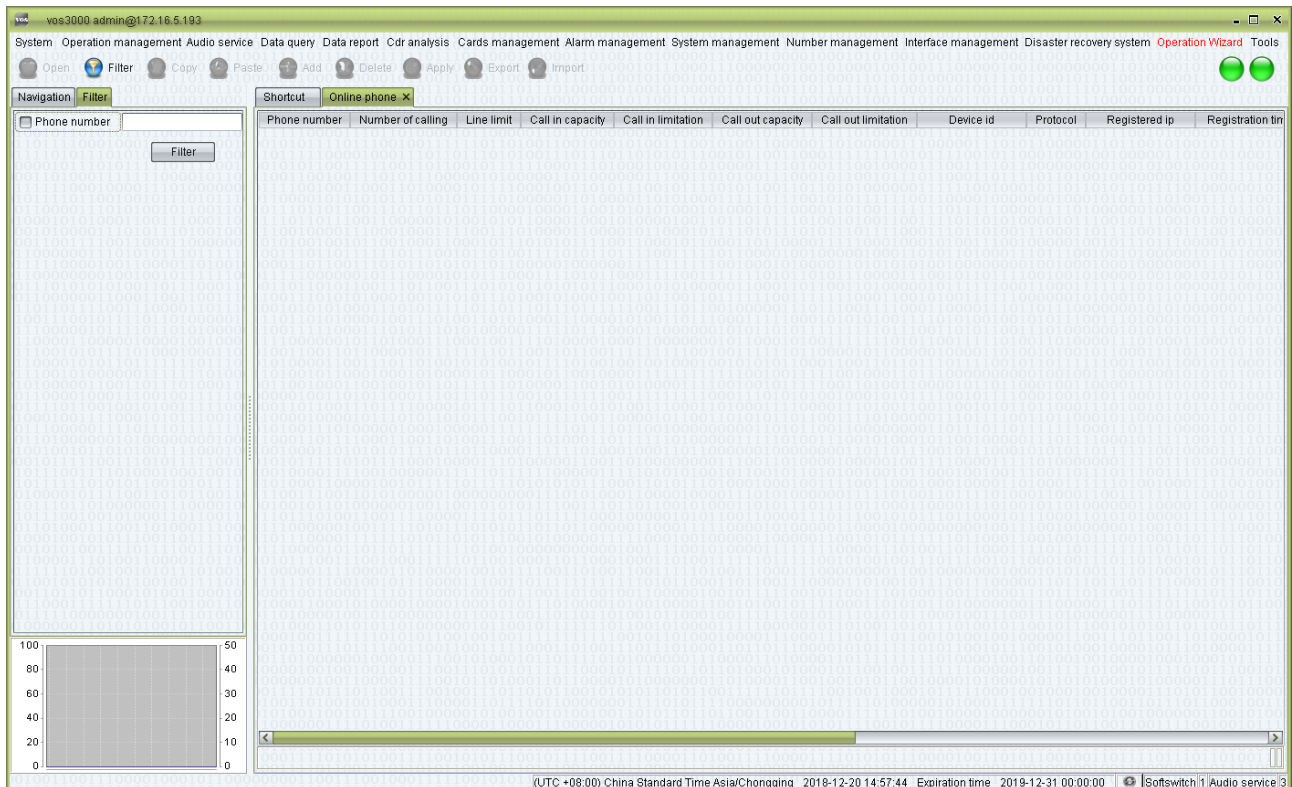 vos vos3000 admin@172.16.5.193
System Operation management Audio service Data query Data report Cdr analysis Cards management Alarm management System management Number management Interface management Disaster recovery system Operation Wizard Tools
Open Filter Copy Paste Add Delete Apply Export Import
Navigation Filter Shortcut Online phone
Phone number Phone number Number of calling Line limit Call in capacity Call in limitation Call out capacity Call out limitation Device id Protocol Registered ip Registration tim
Filter
100 50
80 40
60 30
40 20
20 10
0 0
(UTC +08:00) China Standard Time Asia/Chongqing 2018-12-20 14:57:44 Expiration time 2019-12-31 00:00:00 Softswitch 1 Audio service 3